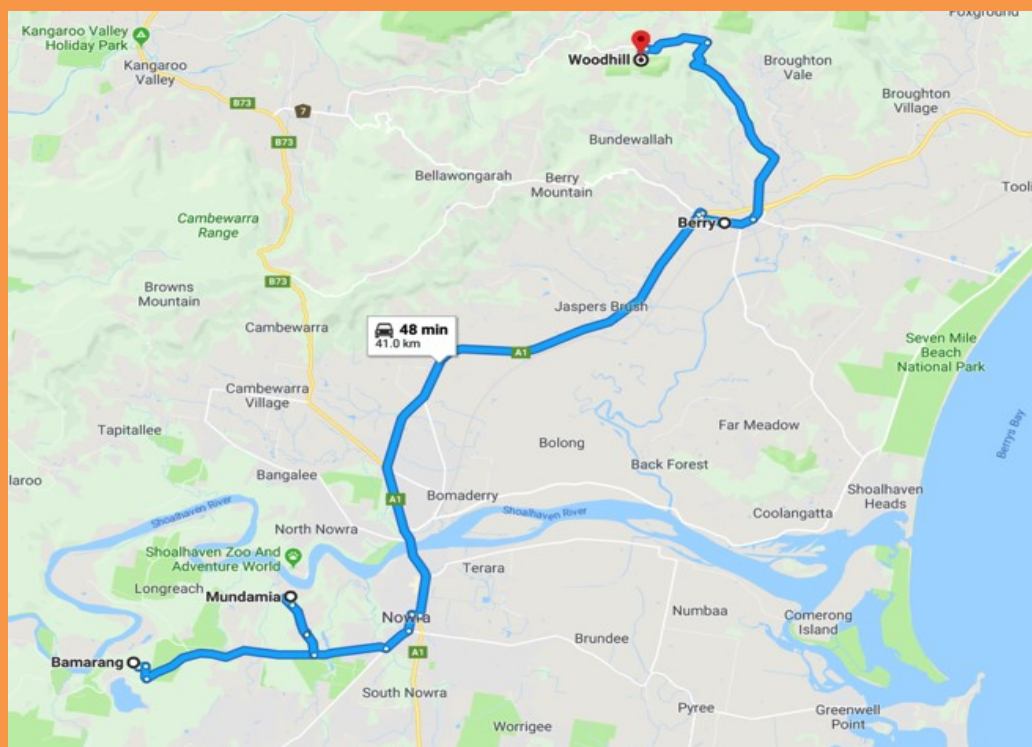 Foxground
Kangaroo Valley
Holiday Park
Kangaroo
Valley
Woodhill
Broughton
Vale
Broughton
Village
B73
7
B73
Bundewallah
Bellawongarah
Berry
Mountain
Tooli
Cambewarra
Range
Berry
B73
Browns
Mountain
Jaspers Brush
Cambewarra
48 min
41.0 km
A1
Seven Mile
Beach
National Park
Cambewarra
Village
Tapitallee
Far Meadow
Berrys Bay
Bolong
Back Forest
laroo
Bangalee
A1
Bomaderry
Shoalhaven
Heads
Shoalhaven River
Shoalhaven River
Coolangatta
North Nowra
Shoalhaven Zoo And
Adventure World
Terara
Longreach
Mundamia
Nowra
Numbaa
Comerong
Island
Brundee
Bamarang
A1
South Nowra
Pyree
Greenwell
Point
Worrigee